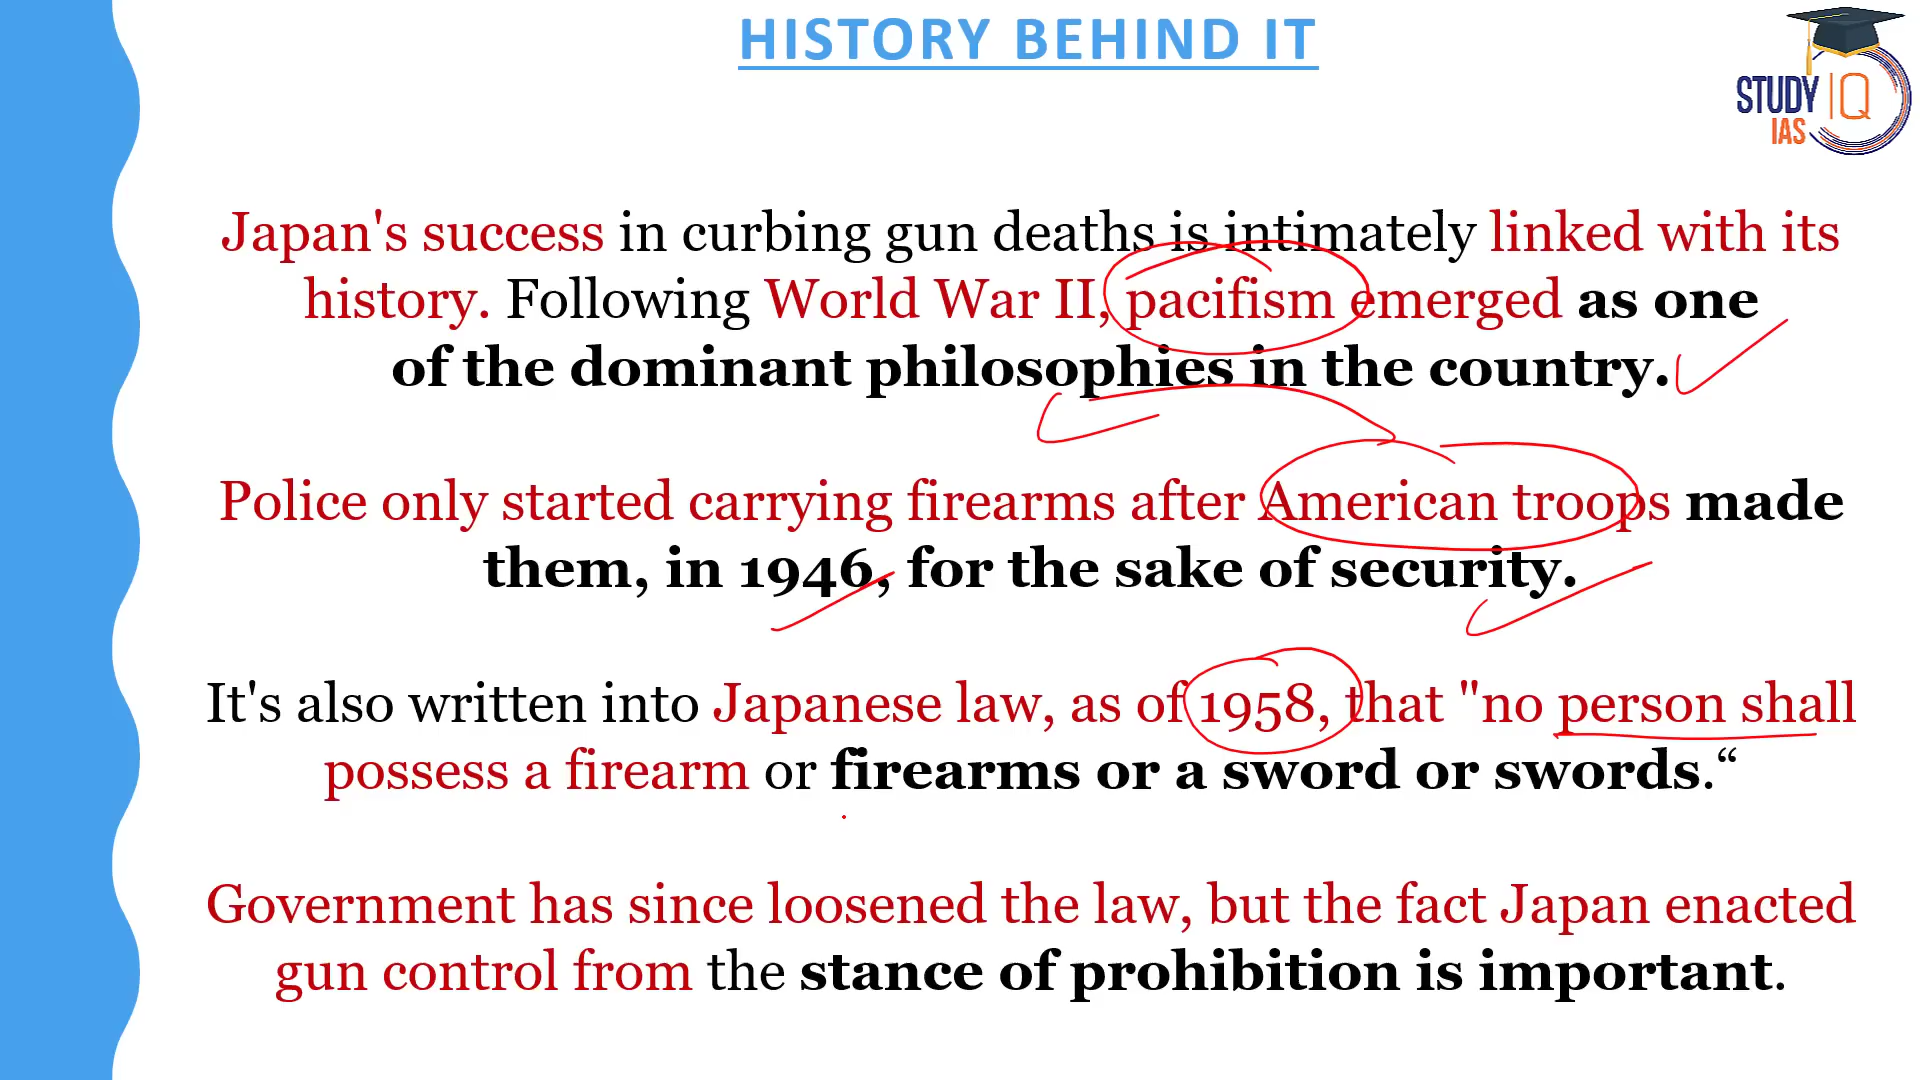 HISTORY BEHIND IT
STUDY IQ
IAS
Japan's success in curbing gun deaths is intimately linked with its
history. Following World War II, pacifism emerged as one
of the dominant philosophies in the country.
Police only started carrying firearms after American troops made
them, in 1946, for the sake of security.
It's also written into Japanese law, as of 1958, that "no person shall
possess a firearm or firearms or a sword or swords.“
Government has since loosened the law, but the fact Japan enacted
gun control from the stance of prohibition is important.